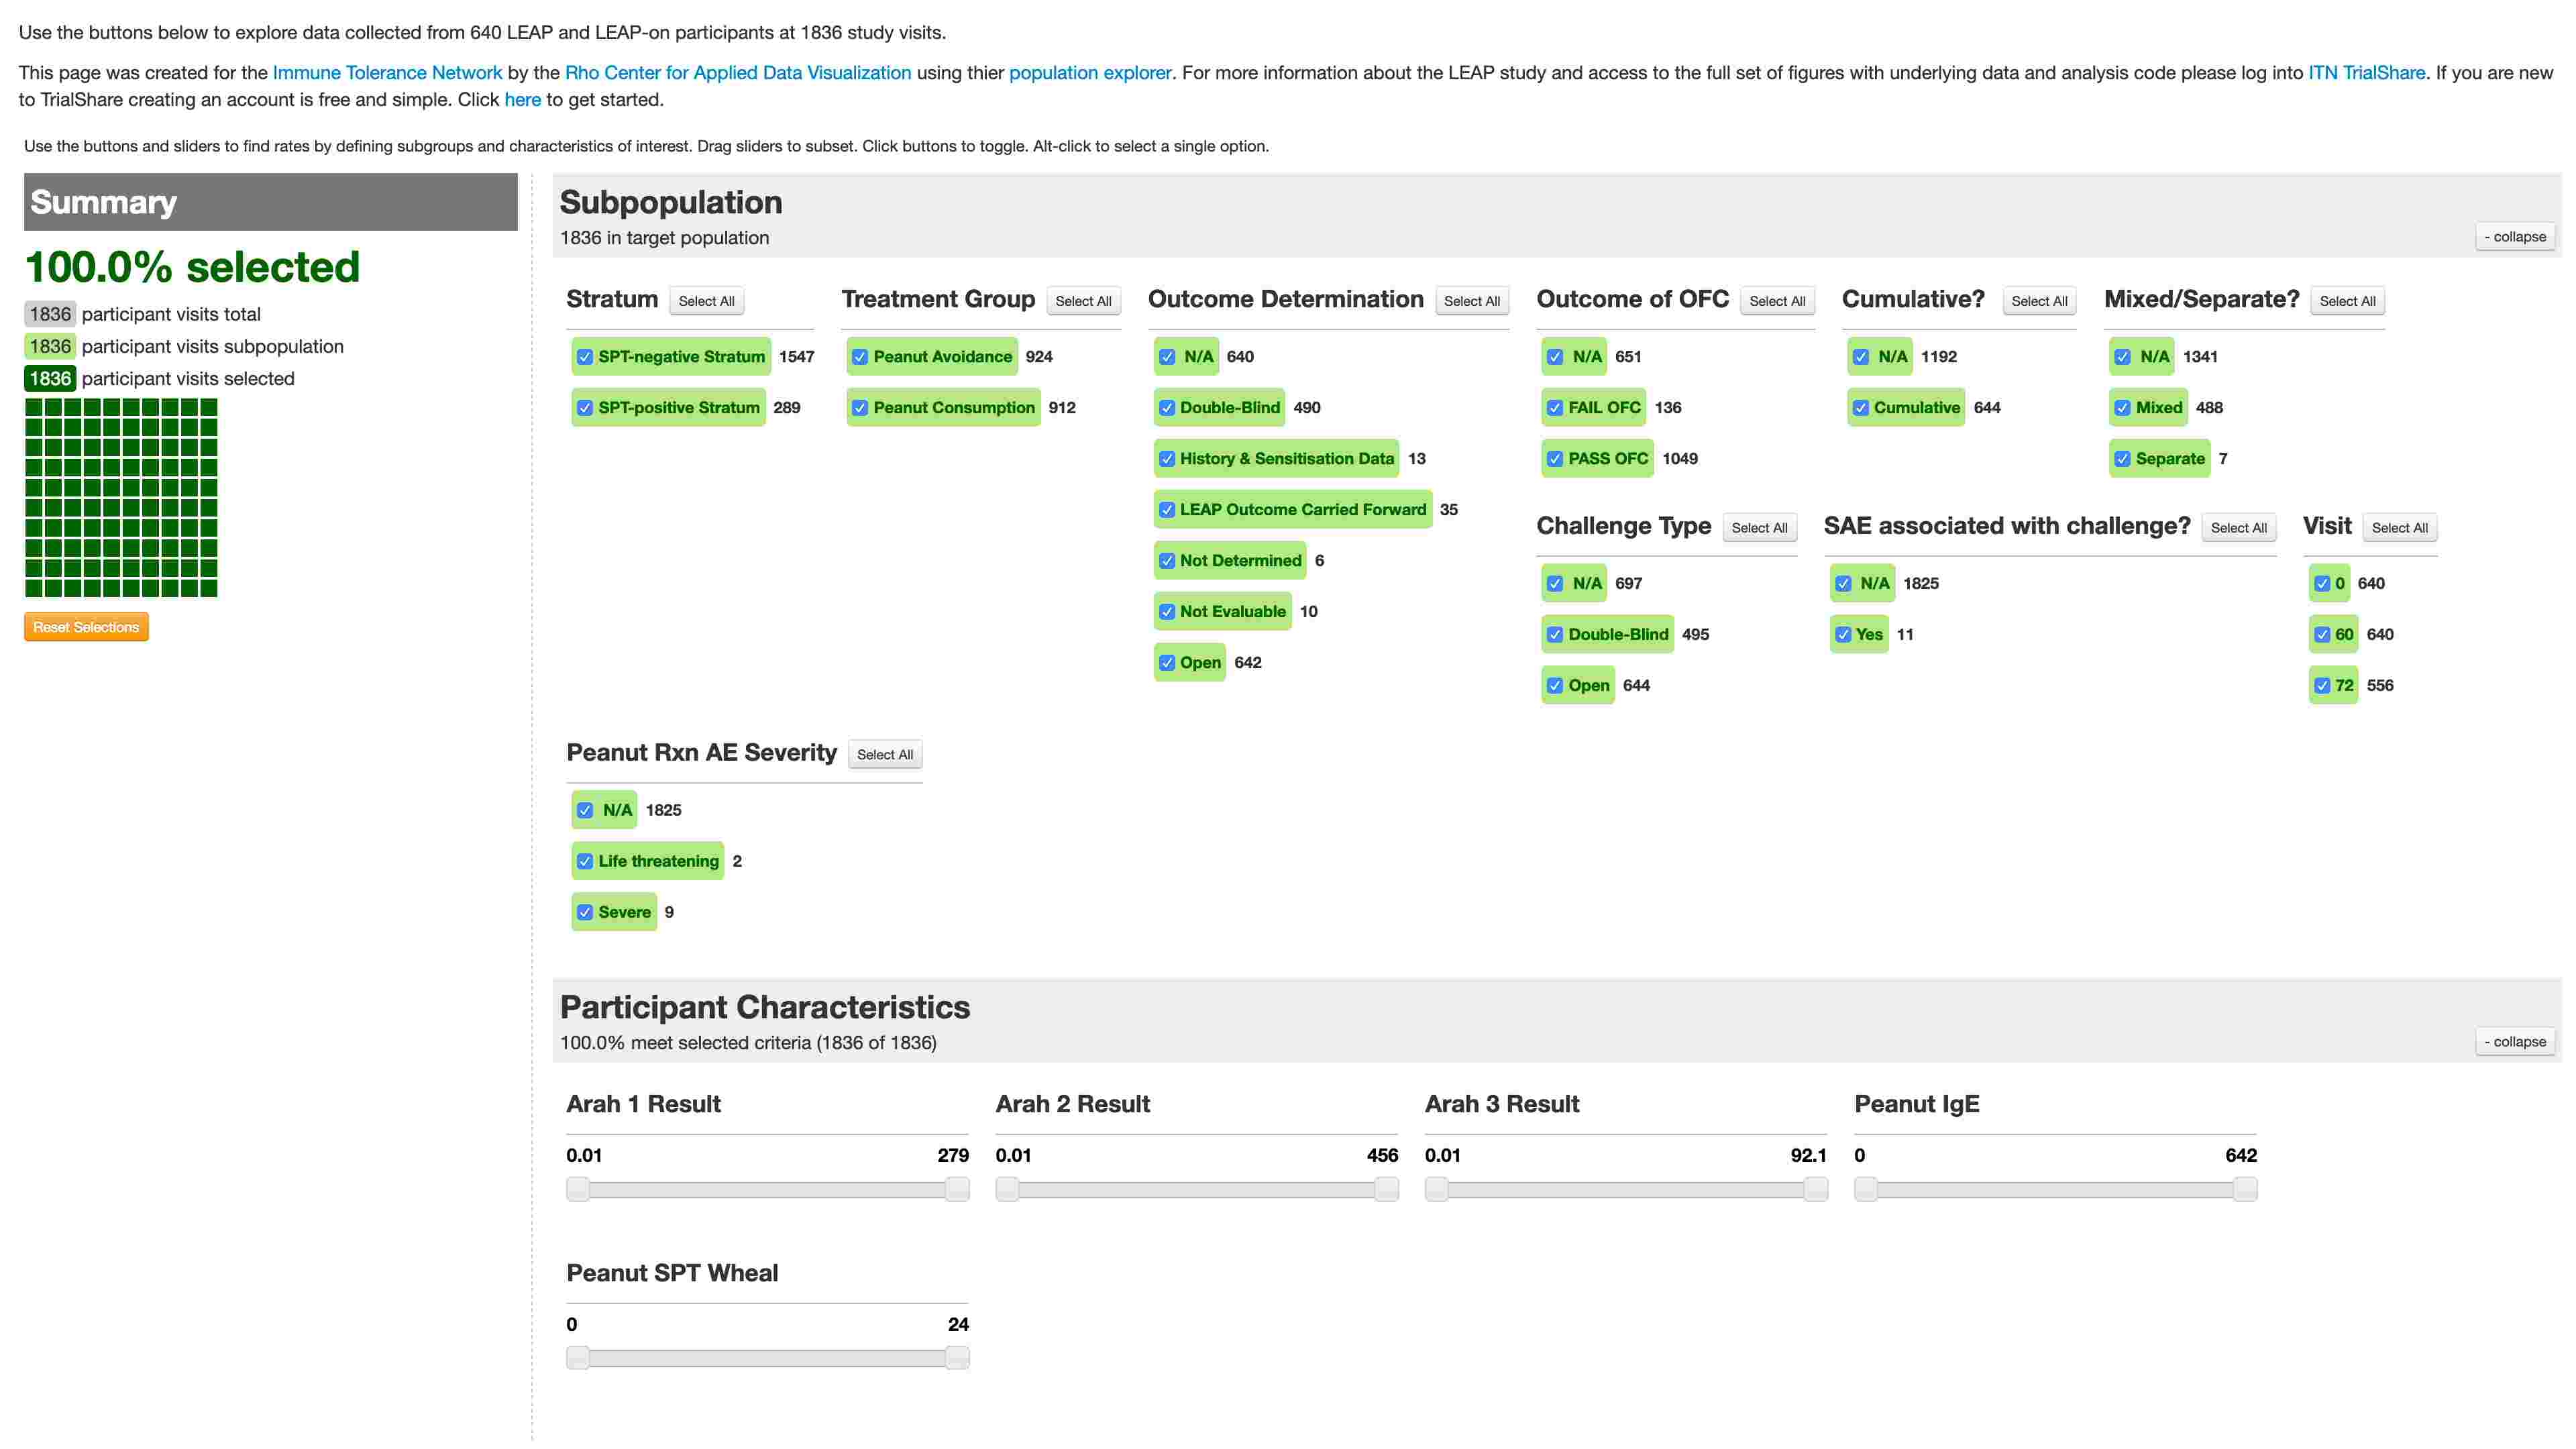 Use the buttons below to explore data collected from 640 LEAP and LEAP-on participants at 1836 study visits.
This page was created for the Immune Tolerance Network by the Rho Center for Applied Data Visualization using thier population explorer. For more information about the LEAP study and access to the full set of figures with underlying data and analysis code please log into ITN TrialShare. If you are new
to TrialShare creating an account is free and simple. Click here to get started.
Use the buttons and sliders to find rates by defining subgroups and characteristics of interest. Drag sliders to subset. Click buttons to toggle. Alt-click to select a single option.
Summary
100.0% selected
1836 participant visits total
1836 participant visits subpopulation
1836 participant visits selected
Reset Selections
Subpopulation
1836 in target population
- collapse
Stratum Select All
SPT-negative Stratum 1547
SPT-positive Stratum 289
Treatment Group Select All
Peanut Avoidance 924
Peanut Consumption 912
Outcome Determination Select All
N/A 640
Double-Blind 490
History & Sensitisation Data 13
LEAP Outcome Carried Forward 35
Not Determined 6
Not Evaluable 10
Open 642
Outcome of OFC Select All
N/A 651
FAIL OFC 136
PASS OFC 1049
Cumulative? Select All
N/A 1192
Cumulative 644
Mixed/Separate? Select All
N/A 1341
Mixed 488
Separate 7
Challenge Type Select All
N/A 697
Double-Blind 495
Open 644
SAE associated with challenge? Select All
N/A 1825
Yes 11
Visit Select All
0 640
60 640
72 556
Peanut Rxn AE Severity Select All
N/A 1825
Life threatening 2
Severe 9
Participant Characteristics
100.0% meet selected criteria (1836 of 1836)
- collapse
Arah 1 Result
0.01 279
Arah 2 Result
0.01 456
Arah 3 Result
0.01 92.1
Peanut IgE
0 642
Peanut SPT Wheal
0 24